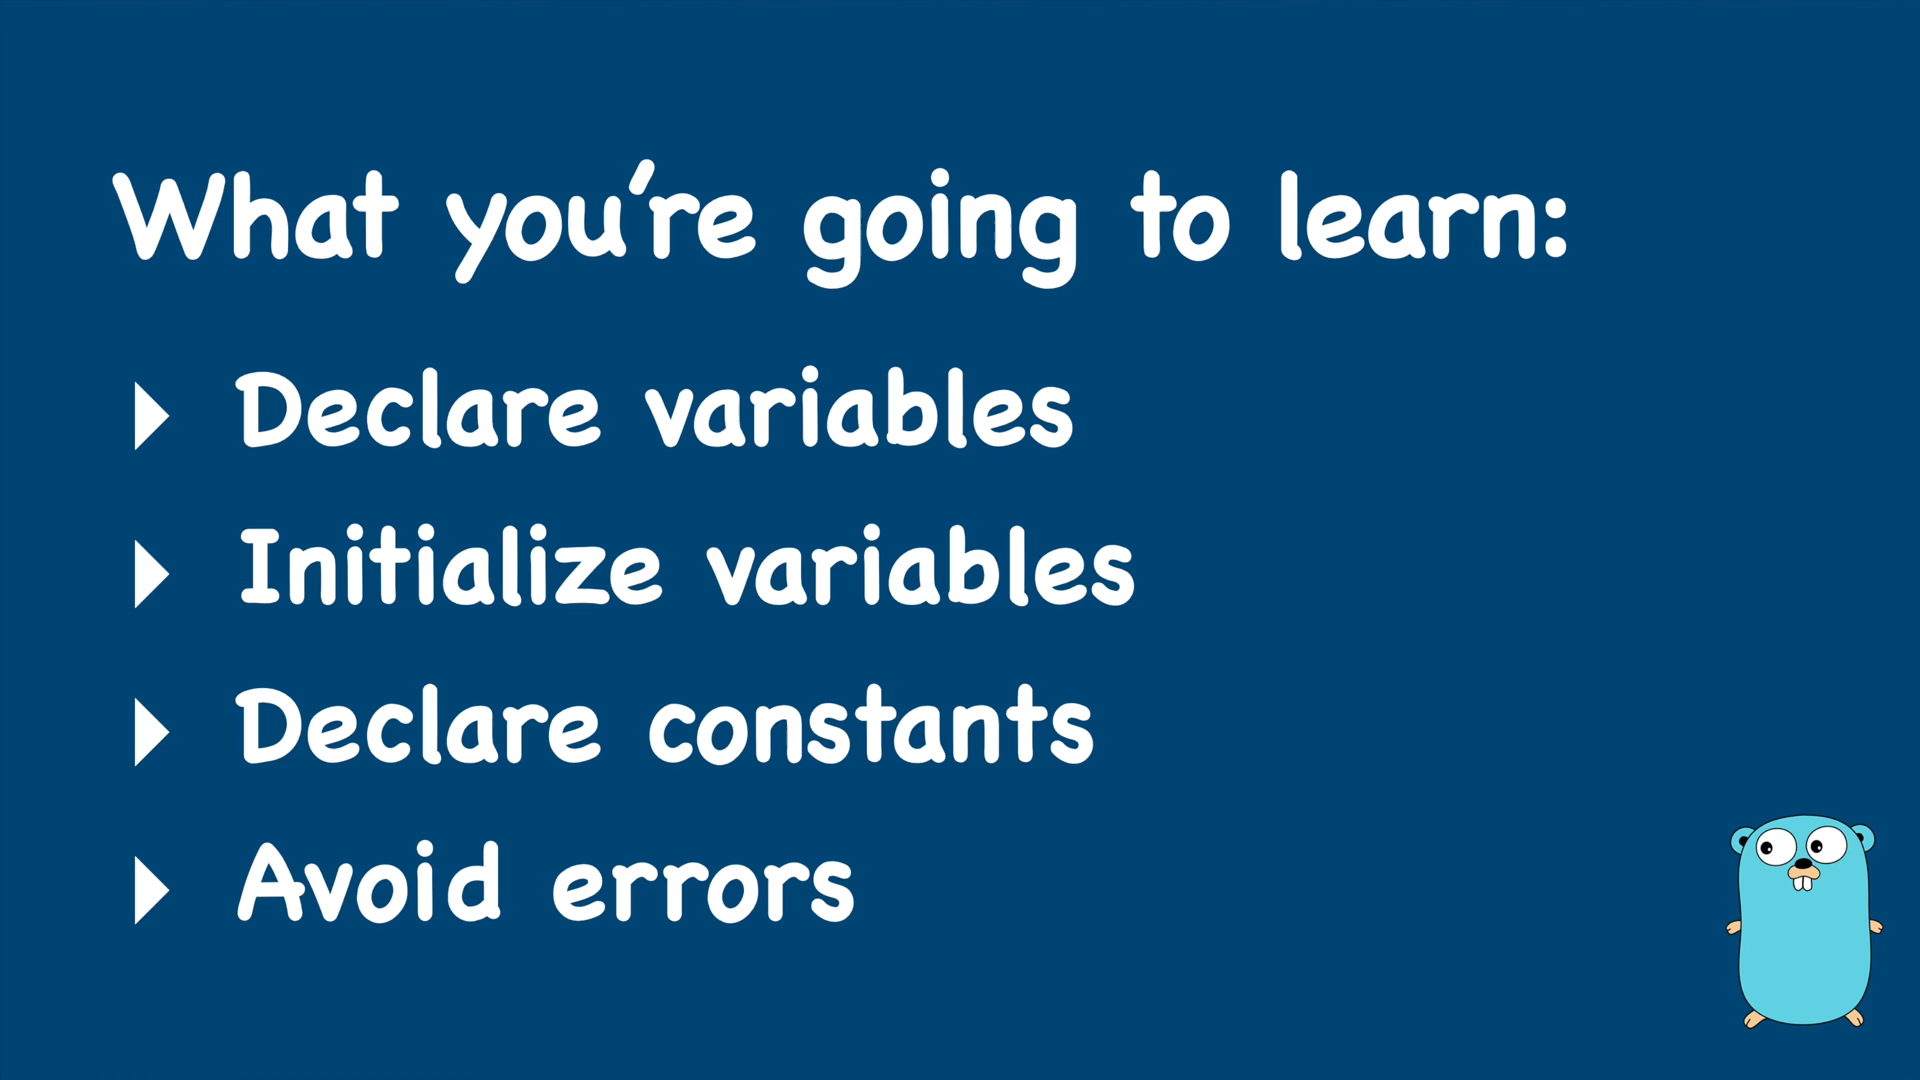 What you're going to learn:
Declare variables
Initialize variables
Declare constants
Avoid errors